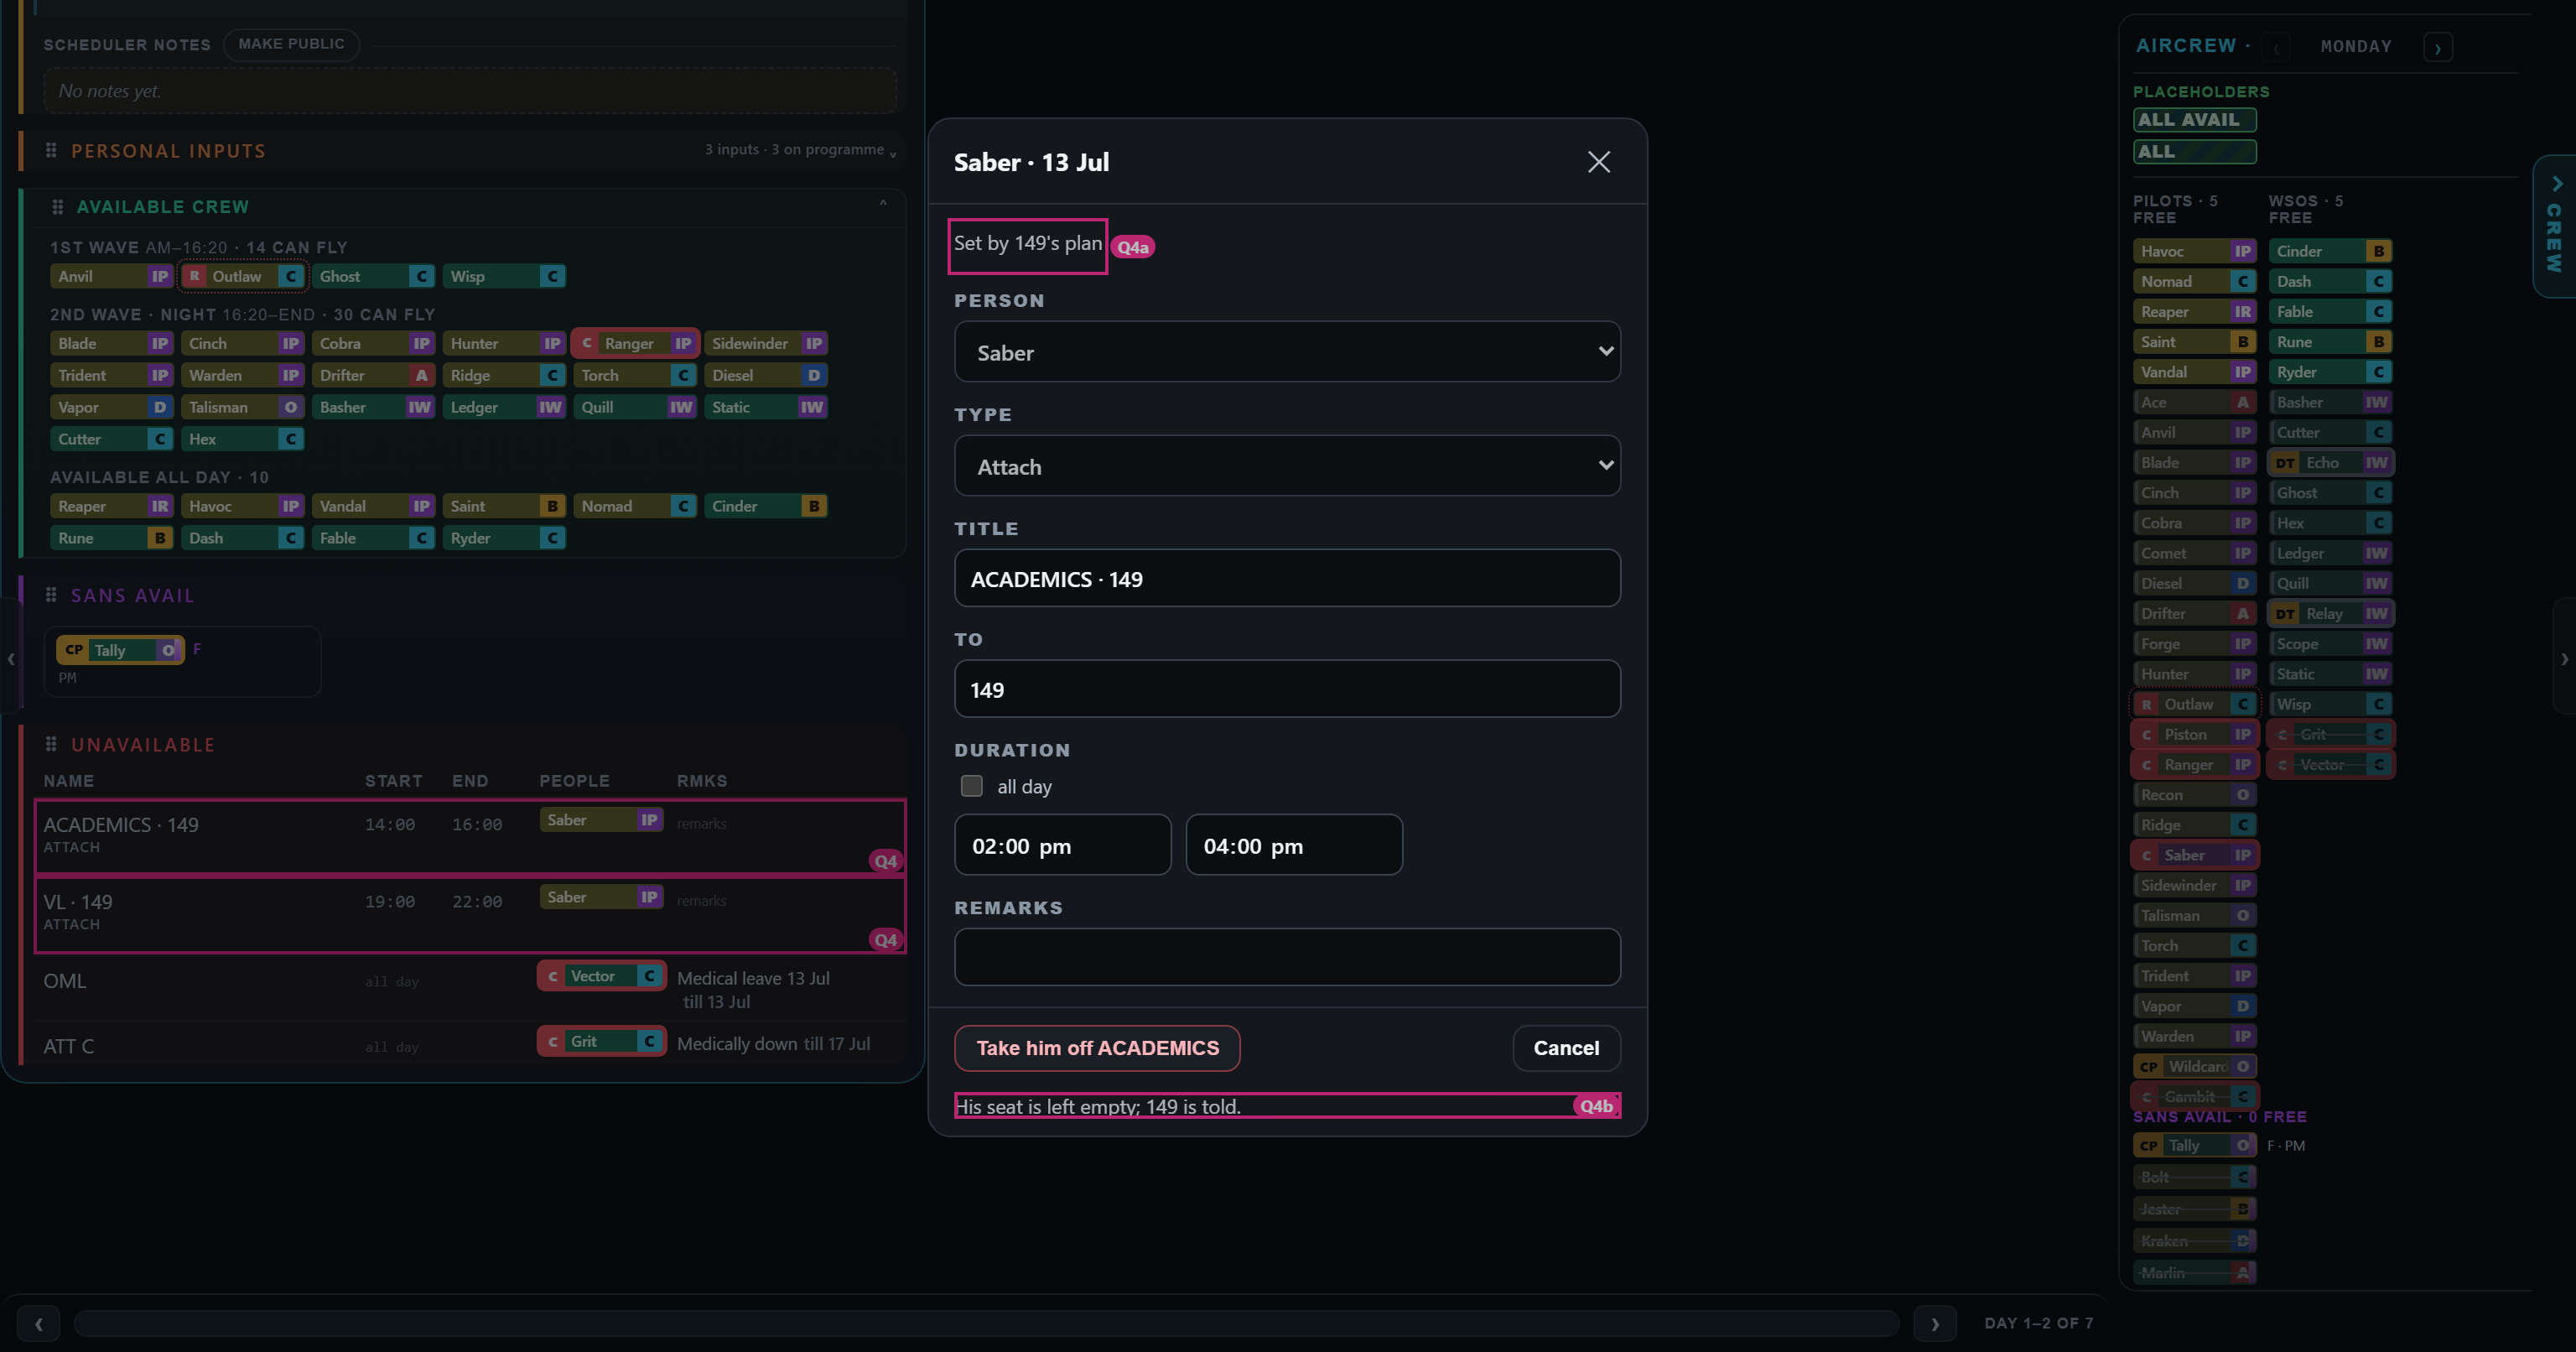 SCHEDULER NOTES MAKE PUBLIC
No notes yet.
PERSONAL INPUTS 3 inputs · 3 on programme
AVAILABLE CREW
1ST WAVE AM–16:20 · 14 CAN FLY
Anvil IP R Outlaw C Ghost C Wisp C
2ND WAVE · NIGHT 16:20–END · 30 CAN FLY
Blade IP Cinch IP Cobra IP Hunter IP C Ranger IP Sidewinder IP
Trident IP Warden IP Drifter A Ridge C Torch C Diesel D
Vapor D Talisman O Basher IW Ledger IW Quill IW Static IW
Cutter C Hex C
AVAILABLE ALL DAY · 10
Reaper IR Havoc IP Vandal IP Saint B Nomad C Cinder B
Rune B Dash C Fable C Ryder C
SANS AVAIL
CP Tally O F
PM
UNAVAILABLE
NAME START END PEOPLE RMKS
ACADEMICS · 149 14:00 16:00 Saber IP remarks
ATTACH
Q4
VL · 149 19:00 22:00 Saber IP remarks
ATTACH
Q4
OML all day C Vector C Medical leave 13 Jul
till 13 Jul
ATT C all day C Grit C Medically down till 17 Jul
Saber · 13 Jul
Set by 149's plan Q4a
PERSON
Saber
TYPE
Attach
TITLE
ACADEMICS · 149
TO
149
DURATION
all day
02:00 pm 04:00 pm
REMARKS
Take him off ACADEMICS Cancel
His seat is left empty; 149 is told. Q4b
AIRCREW · MONDAY
PLACEHOLDERS
ALL AVAIL
ALL
PILOTS · 5 FREE WSOS · 5 FREE
Havoc IP Cinder B
Nomad C Dash C
Reaper IR Fable C
Saint B Rune B
Vandal IP Ryder C
Ace A Basher IW
Anvil IP Cutter C
Blade IP DT Echo IW
Cinch IP Ghost C
Cobra IP Hex C
Comet IP Ledger IW
Diesel D Quill IW
Drifter A DT Relay IW
Forge IP Scope IW
Hunter IP Static IW
R Outlaw C Wisp C
C Piston IP C Grit C
C Ranger IP C Vector C
Recon O
Ridge C
C Saber IP
Sidewinder IP
Talisman O
Torch C
Trident IP
Vapor D
Warden IP
CP Wildcard O
C Gambit C
SANS AVAIL · 0 FREE
CP Tally O F · PM
Bolt C
Jester B
Kraken D
Marlin A
CREW
DAY 1–2 OF 7